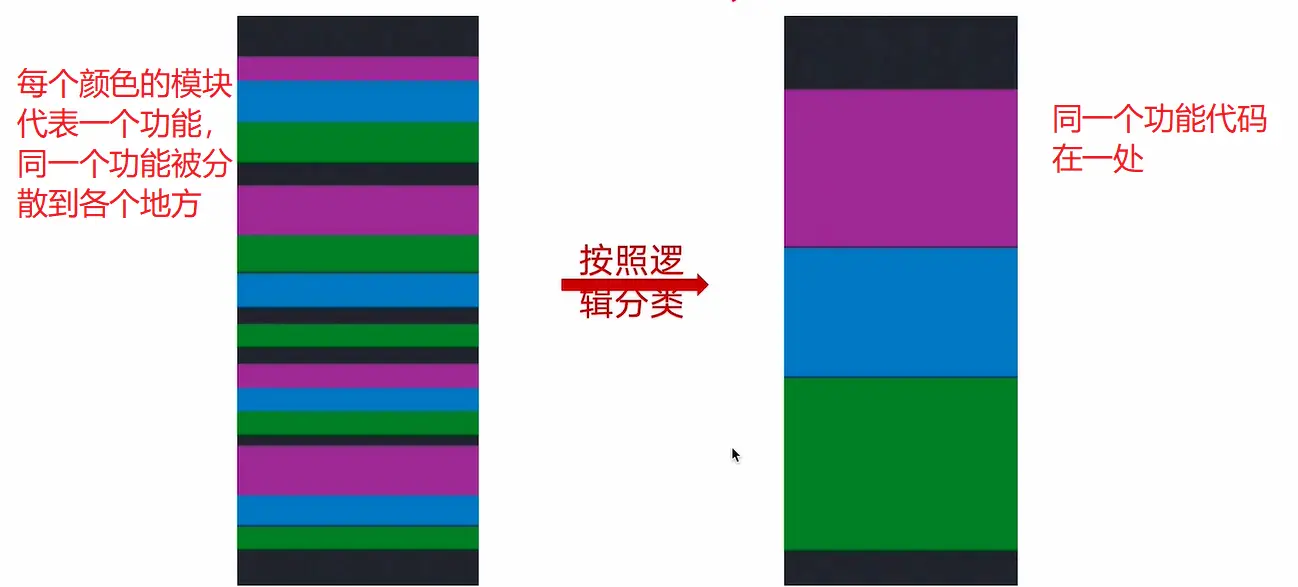 每个颜色的模块
代表一个功能，
同一个功能被分
散到各个地方
按照逻
辑分类
同一个功能代码
在一处